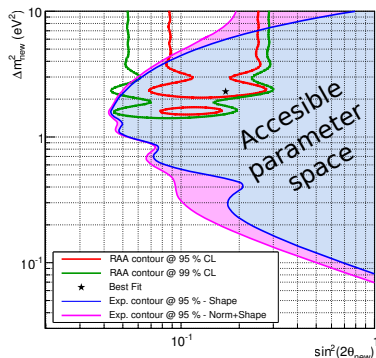 Δm²new (eV²)
10
1
10⁻¹
Accesible
parameter
space
RAA contour @ 95 % CL
RAA contour @ 99 % CL
Best Fit
Exp. contour @ 95 % - Shape
Exp. contour @ 95 % - Norm+Shape
10⁻¹
1
sin²(2θnew)